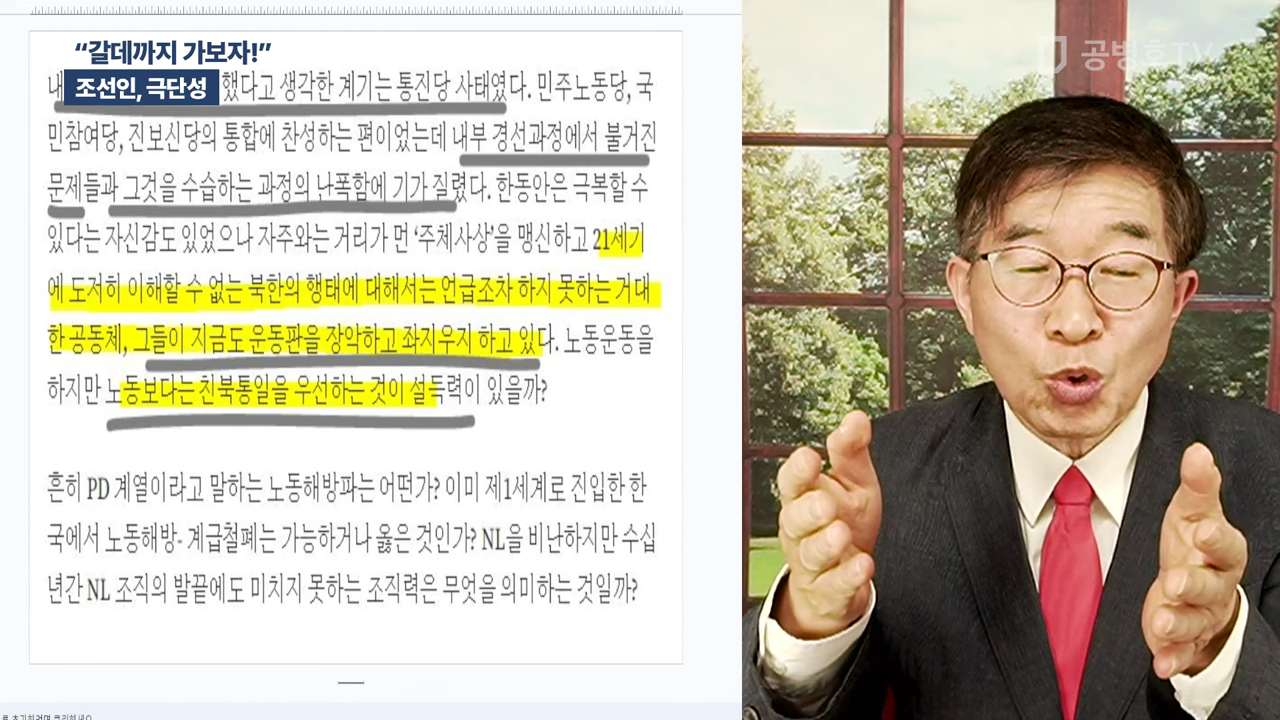 “갈데까지 가보자!”
조선인, 극단성
공병호TV
내 했다고 생각한 계기는 통진당 사태였다. 민주노동당, 국
민참여당, 진보신당의 통합에 찬성하는 편이었는데 내부 경선과정에서 불거진
문제들과 그것을 수습하는 과정의 난폭함에 기가 질렸다. 한동안은 극복할 수
있다는 자신감도 있었으나 자주와는 거리가 먼 ‘주체사상’을 맹신하고 21세기
에 도저히 이해할 수 없는 북한의 행태에 대해서는 언급조차 하지 못하는 거대
한 공동체, 그들이 지금도 운동판을 장악하고 좌지우지 하고 있다. 노동운동을
하지만 노동보다는 친북통일을 우선하는 것이 설득력이 있을까?
흔히 PD 계열이라고 말하는 노동해방파는 어떤가? 이미 제1세계로 진입한 한
국에서 노동해방- 계급철폐는 가능하거나 옳은 것인가? NL을 비난하지만 수십
년간 NL 조직의 발끝에도 미치지 못하는 조직력은 무엇을 의미하는 것일까?